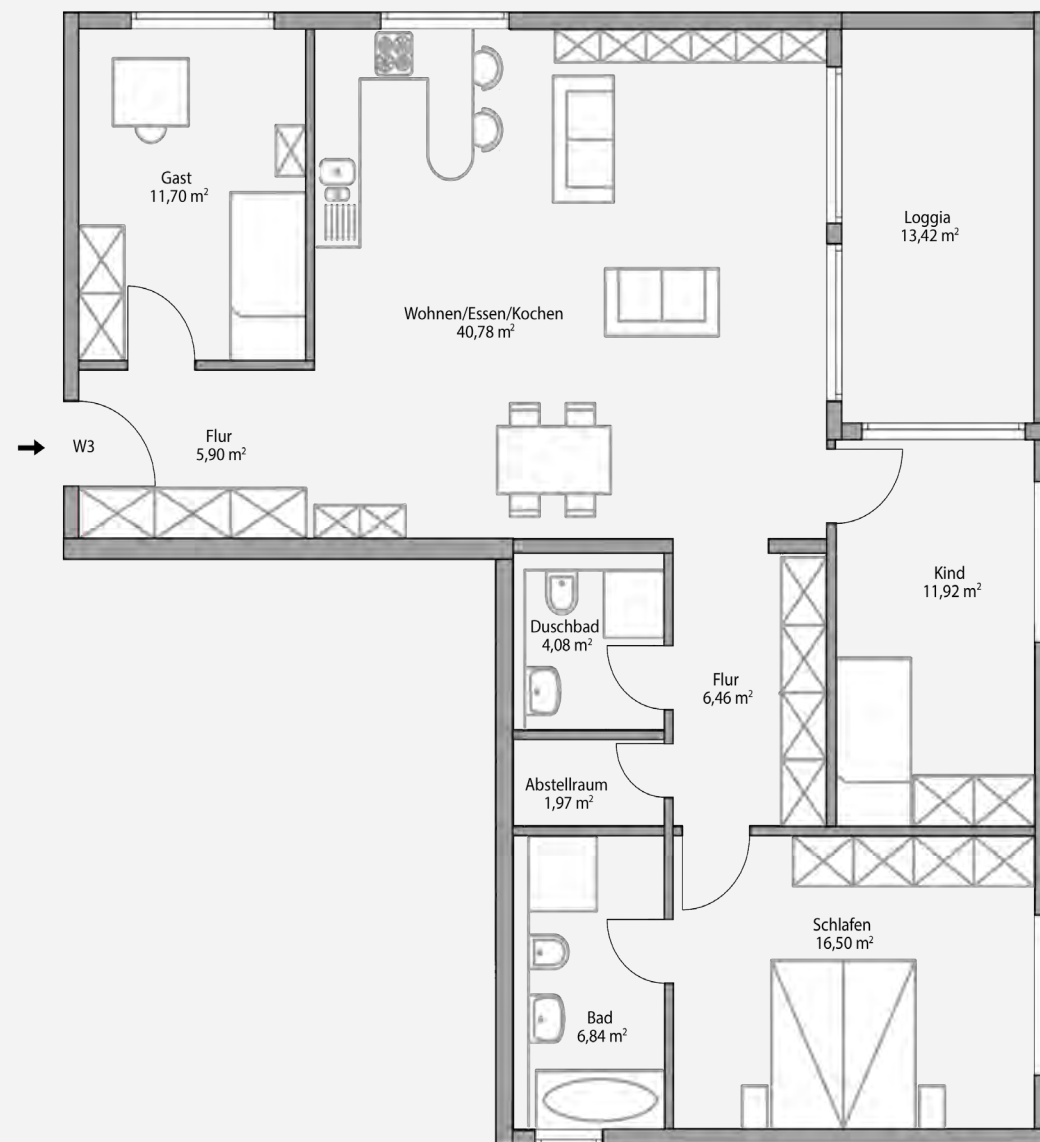 Gast
11,70 m²
Loggia
13,42 m²
Wohnen/Essen/Kochen
40,78 m²
W3
Flur
5,90 m²
Kind
11,92 m²
Duschbad
4,08 m²
Flur
6,46 m²
Abstellraum
1,97 m²
Schlafen
16,50 m²
Bad
6,84 m²